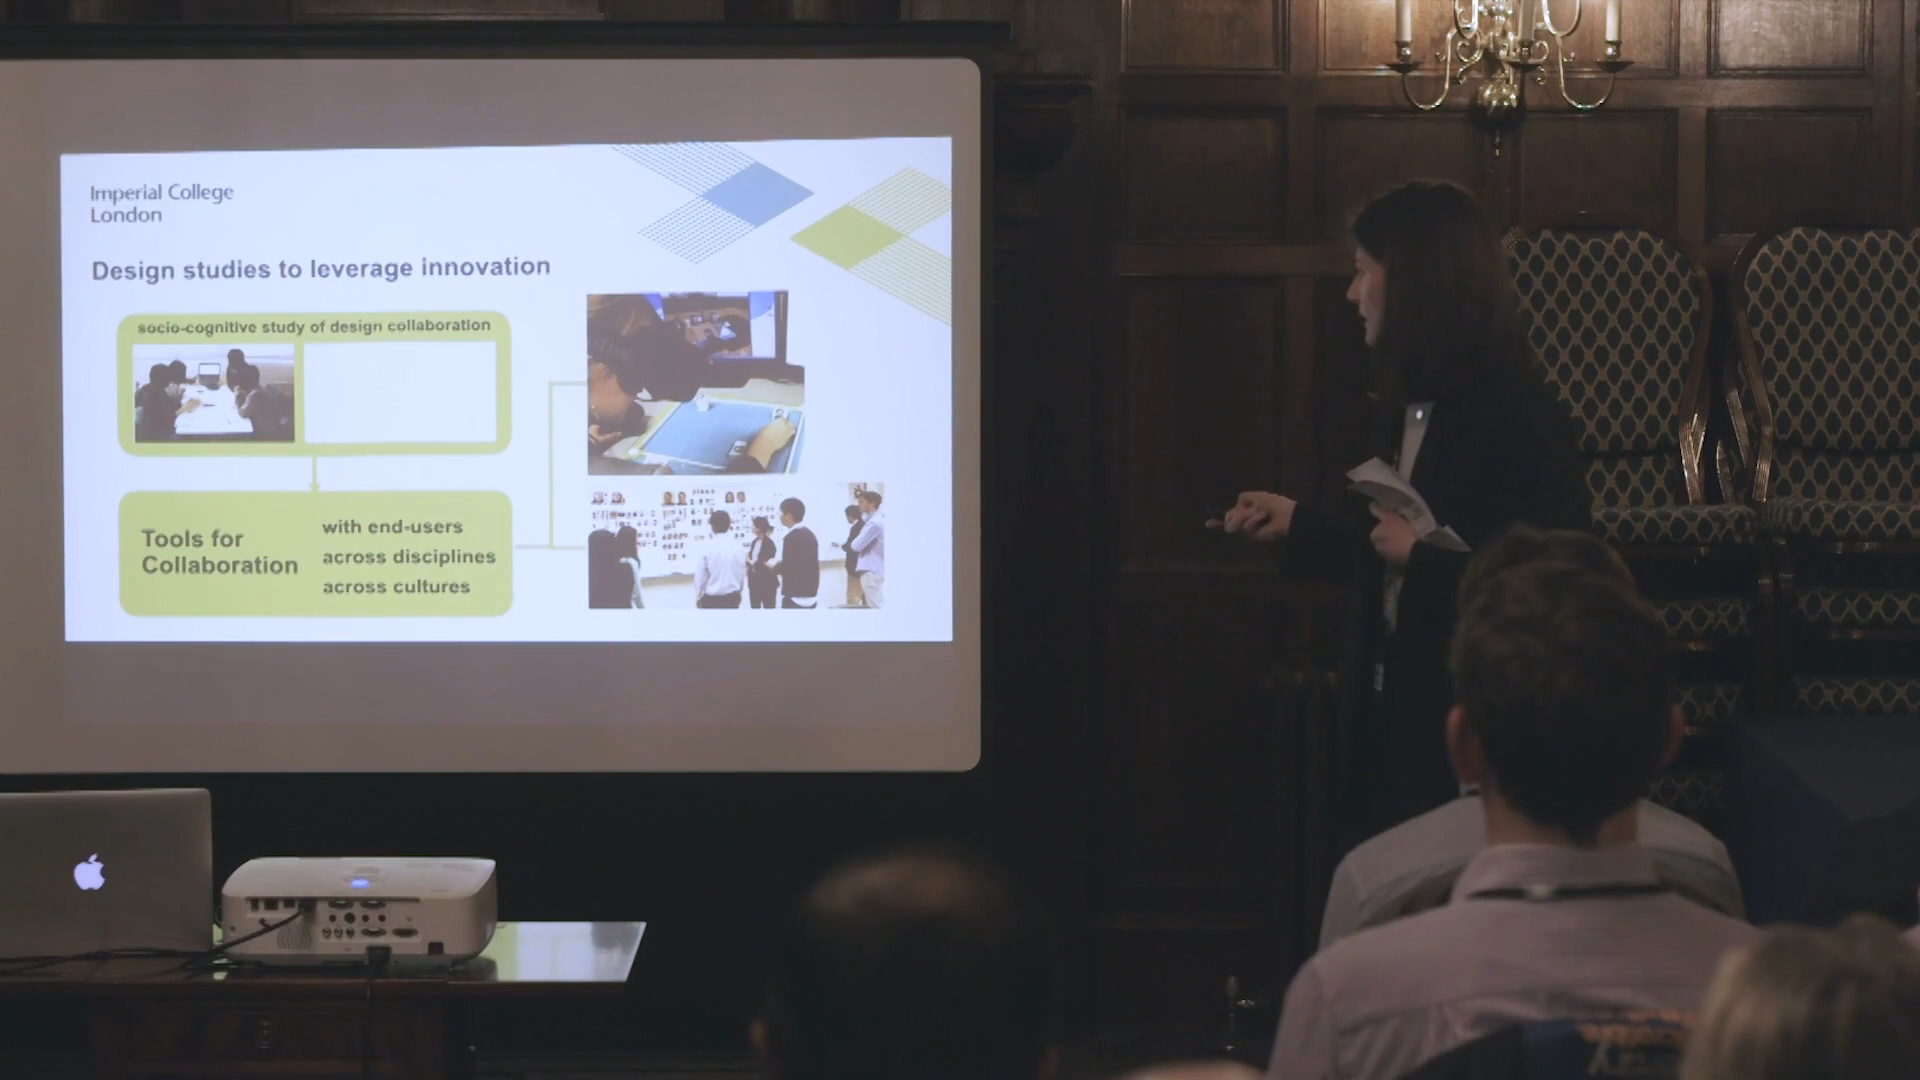 Imperial College
London
Design studies to leverage innovation
socio-cognitive study of design collaboration
Tools for
Collaboration
with end-users
across disciplines
across cultures